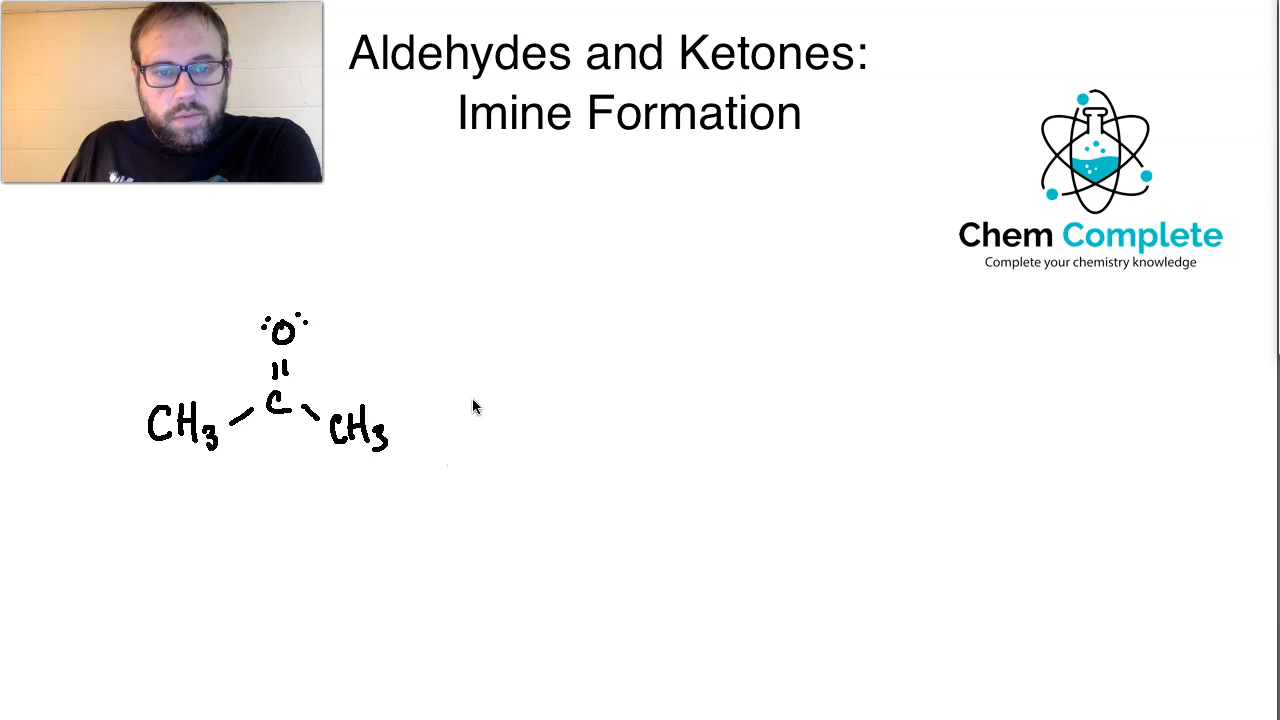 Aldehydes and Ketones:
Imine Formation
Chem Complete
Complete your chemistry knowledge
:O:
||
CH3 / C \ CH3